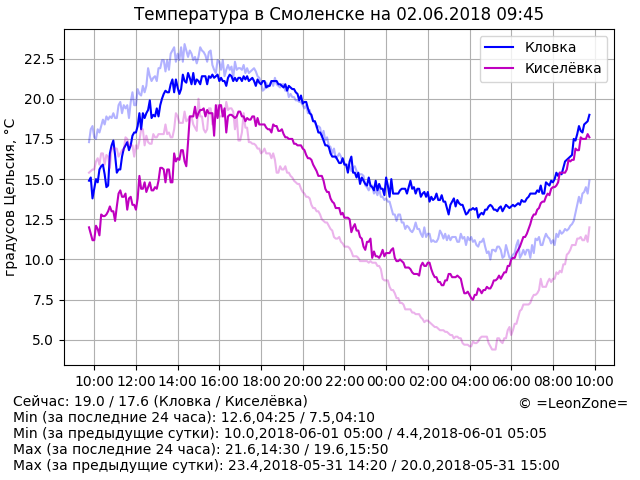 Температура в Смоленске на 02.06.2018 09:45
градусов Цельсия, °C
22.5
20.0
17.5
15.0
12.5
10.0
7.5
5.0
Кловка
Киселёвка
10:00 12:00 14:00 16:00 18:00 20:00 22:00 00:00 02:00 04:00 06:00 08:00 10:00
Сейчас: 19.0 / 17.6 (Кловка / Киселёвка)
© =LeonZone=
Min (за последние 24 часа): 12.6,04:25 / 7.5,04:10
Min (за предыдущие сутки): 10.0,2018-06-01 05:00 / 4.4,2018-06-01 05:05
Max (за последние 24 часа): 21.6,14:30 / 19.6,15:50
Max (за предыдущие сутки): 23.4,2018-05-31 14:20 / 20.0,2018-05-31 15:00